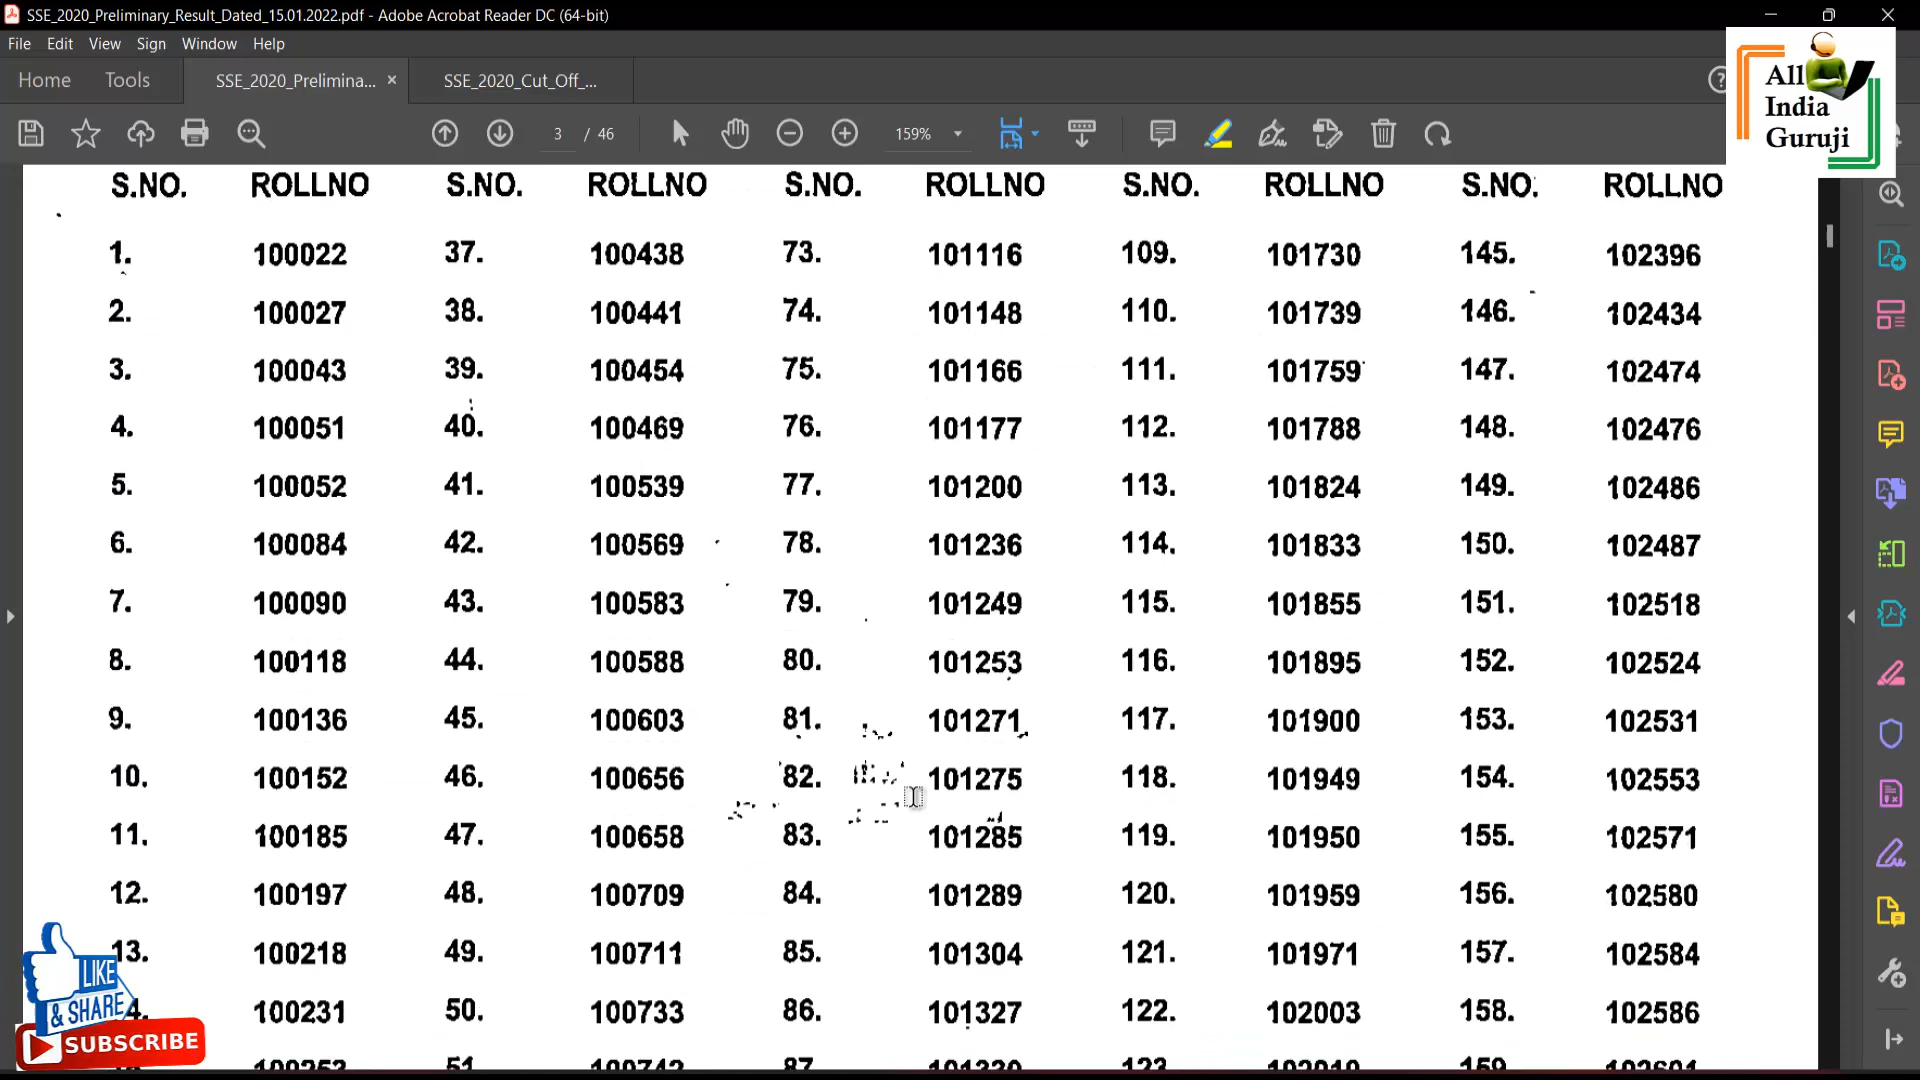 SSE_2020_Preliminary_Result_Dated_15.01.2022.pdf - Adobe Acrobat Reader DC (64-bit)
File Edit View Sign Window Help
Home Tools SSE_2020_Prelimina... × SSE_2020_Cut_Off_...
3 / 46 159%
All
India
Guruji
S.NO. ROLLNO S.NO. ROLLNO S.NO. ROLLNO S.NO. ROLLNO S.NO. ROLLNO
1. 100022 37. 100438 73. 101116 109. 101730 145. 102396
2. 100027 38. 100441 74. 101148 110. 101739 146. 102434
3. 100043 39. 100454 75. 101166 111. 101759 147. 102474
4. 100051 40. 100469 76. 101177 112. 101788 148. 102476
5. 100052 41. 100539 77. 101200 113. 101824 149. 102486
6. 100084 42. 100569 78. 101236 114. 101833 150. 102487
7. 100090 43. 100583 79. 101249 115. 101855 151. 102518
8. 100118 44. 100588 80. 101253 116. 101895 152. 102524
9. 100136 45. 100603 81. 101271 117. 101900 153. 102531
10. 100152 46. 100656 82. 101275 118. 101949 154. 102553
11. 100185 47. 100658 83. 101285 119. 101950 155. 102571
12. 100197 48. 100709 84. 101289 120. 101959 156. 102580
13. 100218 49. 100711 85. 101304 121. 101971 157. 102584
4. 100231 50. 100733 86. 101327 122. 102003 158. 102586
51. 87. 123. 159.
LIKE
& SHARE
SUBSCRIBE